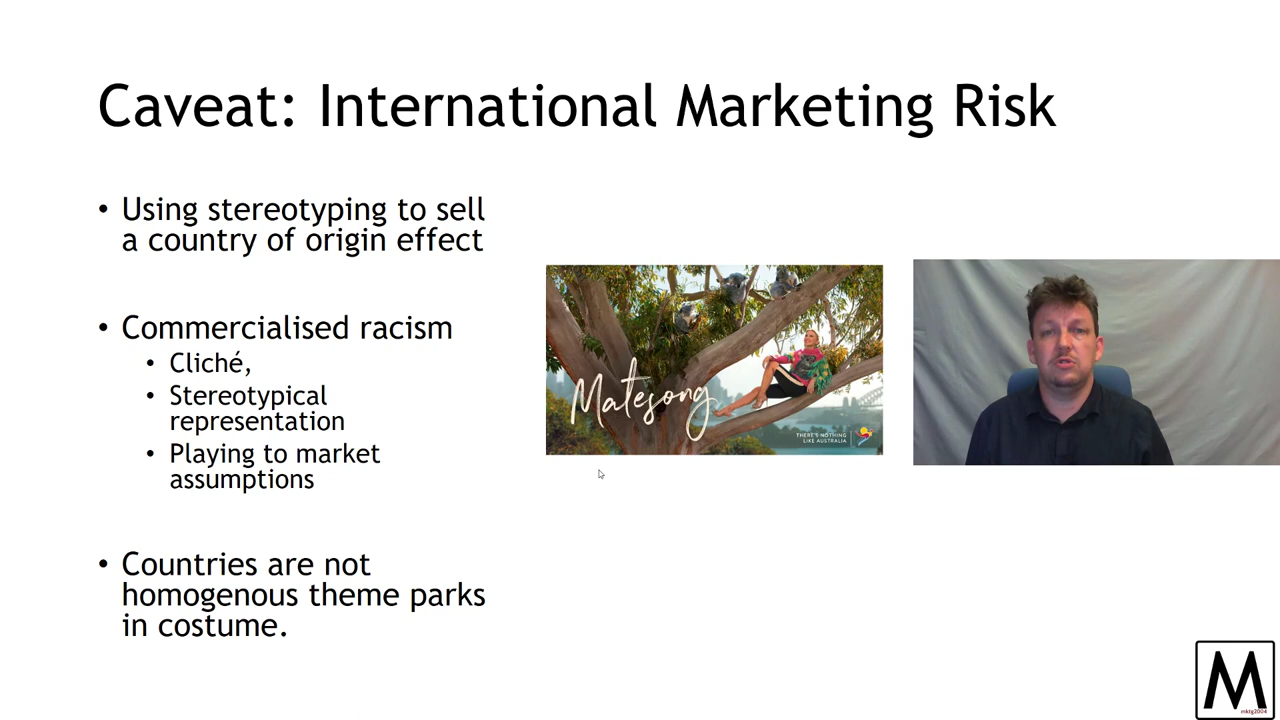 Caveat: International Marketing Risk
• Using stereotyping to sell
a country of origin effect
• Commercialised racism
• Cliché,
• Stereotypical
representation
• Playing to market
assumptions
• Countries are not
homogenous theme parks
in costume.
Matesong
THERE'S NOTHING
LIKE AUSTRALIA
M
mktg2004